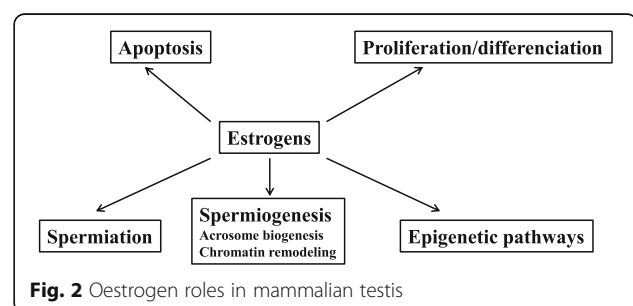 Apoptosis
Proliferation/differenciation
Estrogens
Spermiation
Spermiogenesis
Acrosome biogenesis
Chromatin remodeling
Epigenetic pathways
Fig. 2 Oestrogen roles in mammalian testis